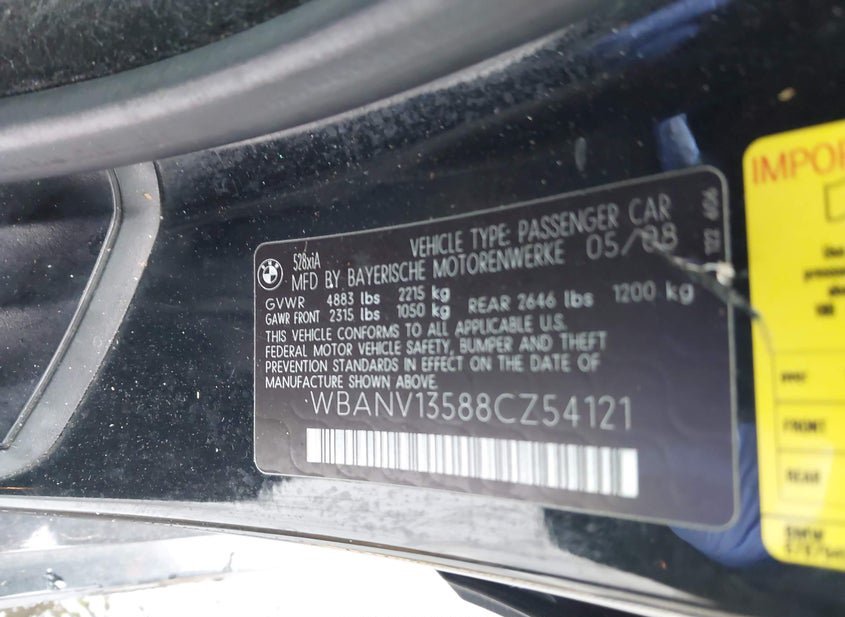 528xiA
VEHICLE TYPE: PASSENGER CAR
MFD BY BAYERISCHE MOTORENWERKE 05/08
GVWR 4883 lbs 2215 kg
GAWR FRONT 2315 lbs 1050 kg REAR 2646 lbs 1200 kg
THIS VEHICLE CONFORMS TO ALL APPLICABLE U.S.
FEDERAL MOTOR VEHICLE SAFETY, BUMPER AND THEFT
PREVENTION STANDARDS IN EFFECT ON THE DATE OF
MANUFACTURE SHOWN ABOVE.
WBANV13588CZ54121
IMPOR
FRONT
REAR